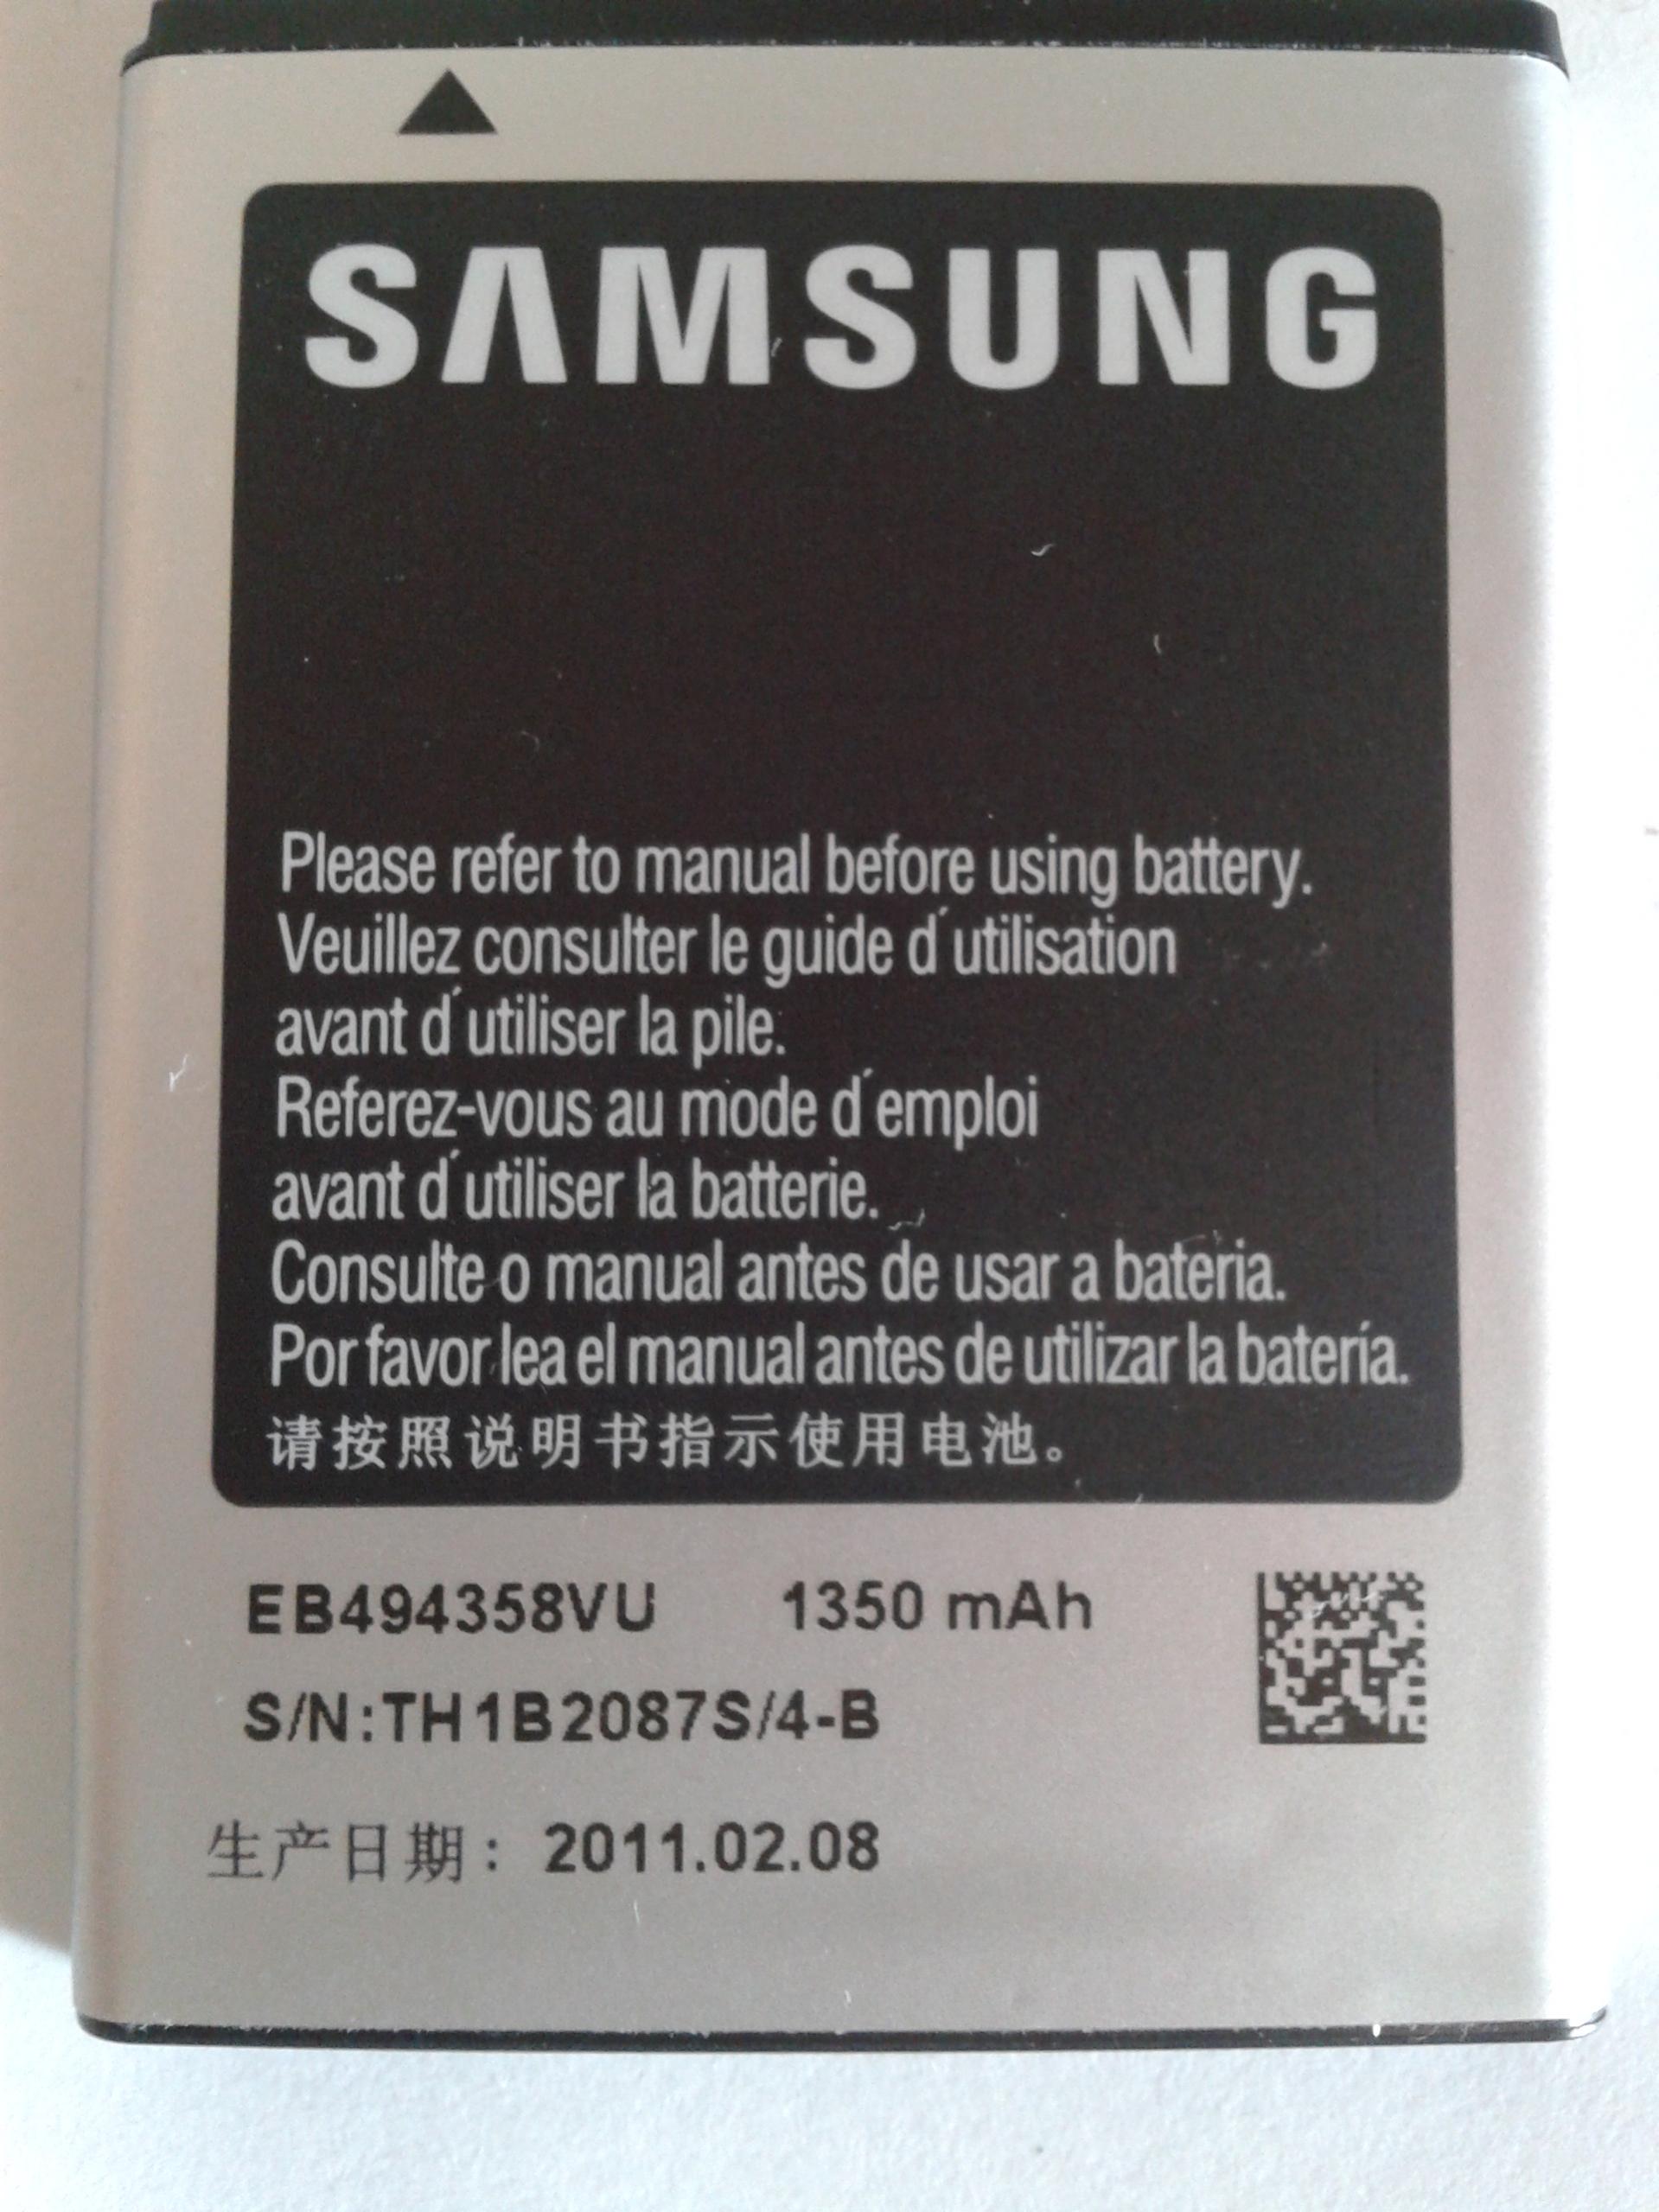 SAMSUNG
Please refer to manual before using battery.
Veuillez consulter le guide d´utilisation
avant d´utiliser la pile.
Referez-vous au mode d´emploi
avant d´utiliser la batterie.
Consulte o manual antes de usar a bateria.
Por favor lea el manual antes de utilizar la batería.
请按照说明书指示使用电池。
EB494358VU 1350 mAh
S/N:TH1B2087S/4-B
生产日期: 2011.02.08